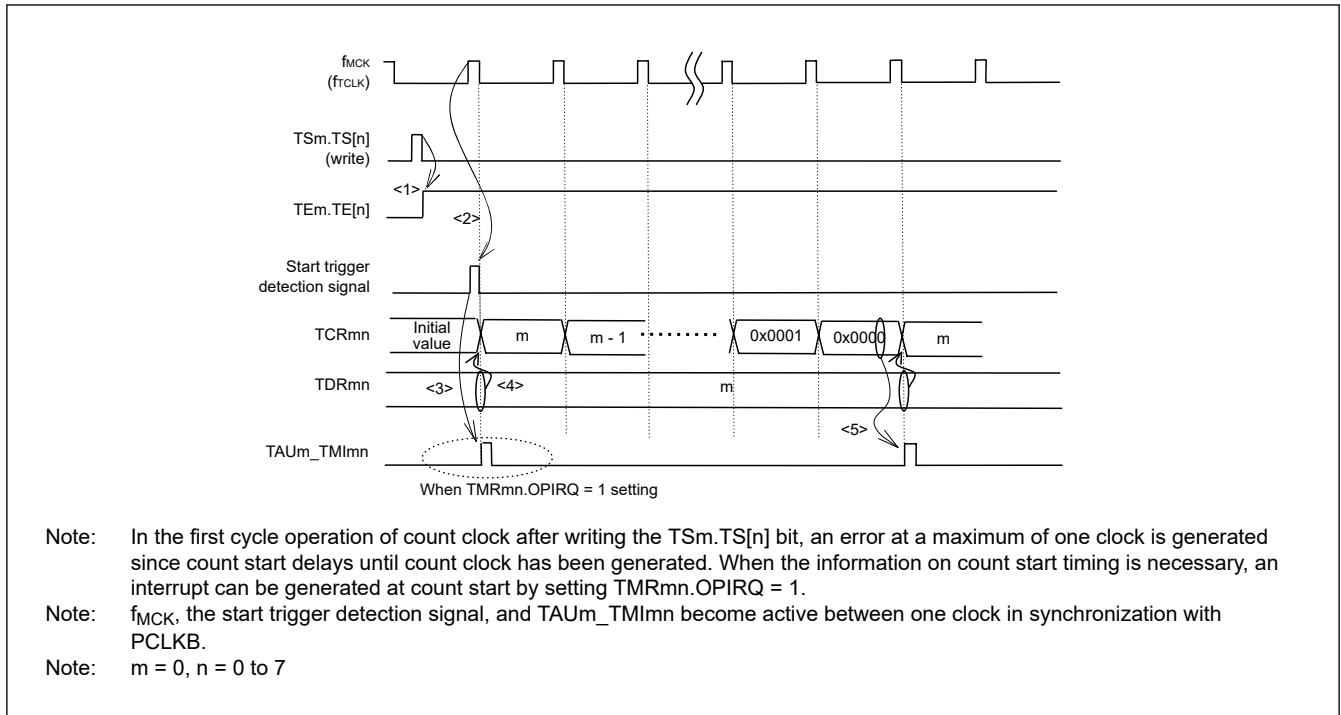 fMCK
(fTCLK)
TSm.TS[n]
(write)
<1>
TEm.TE[n]
<2>
Start trigger
detection signal
TCRmn
Initial
value
m
m - 1
0x0001
0x0000
m
TDRmn
<3>
<4>
m
<5>
TAUm_TMImn
When TMRmn.OPIRQ = 1 setting
Note: In the first cycle operation of count clock after writing the TSm.TS[n] bit, an error at a maximum of one clock is generated
since count start delays until count clock has been generated. When the information on count start timing is necessary, an
interrupt can be generated at count start by setting TMRmn.OPIRQ = 1.
Note: fMCK, the start trigger detection signal, and TAUm_TMImn become active between one clock in synchronization with
PCLKB.
Note: m = 0, n = 0 to 7